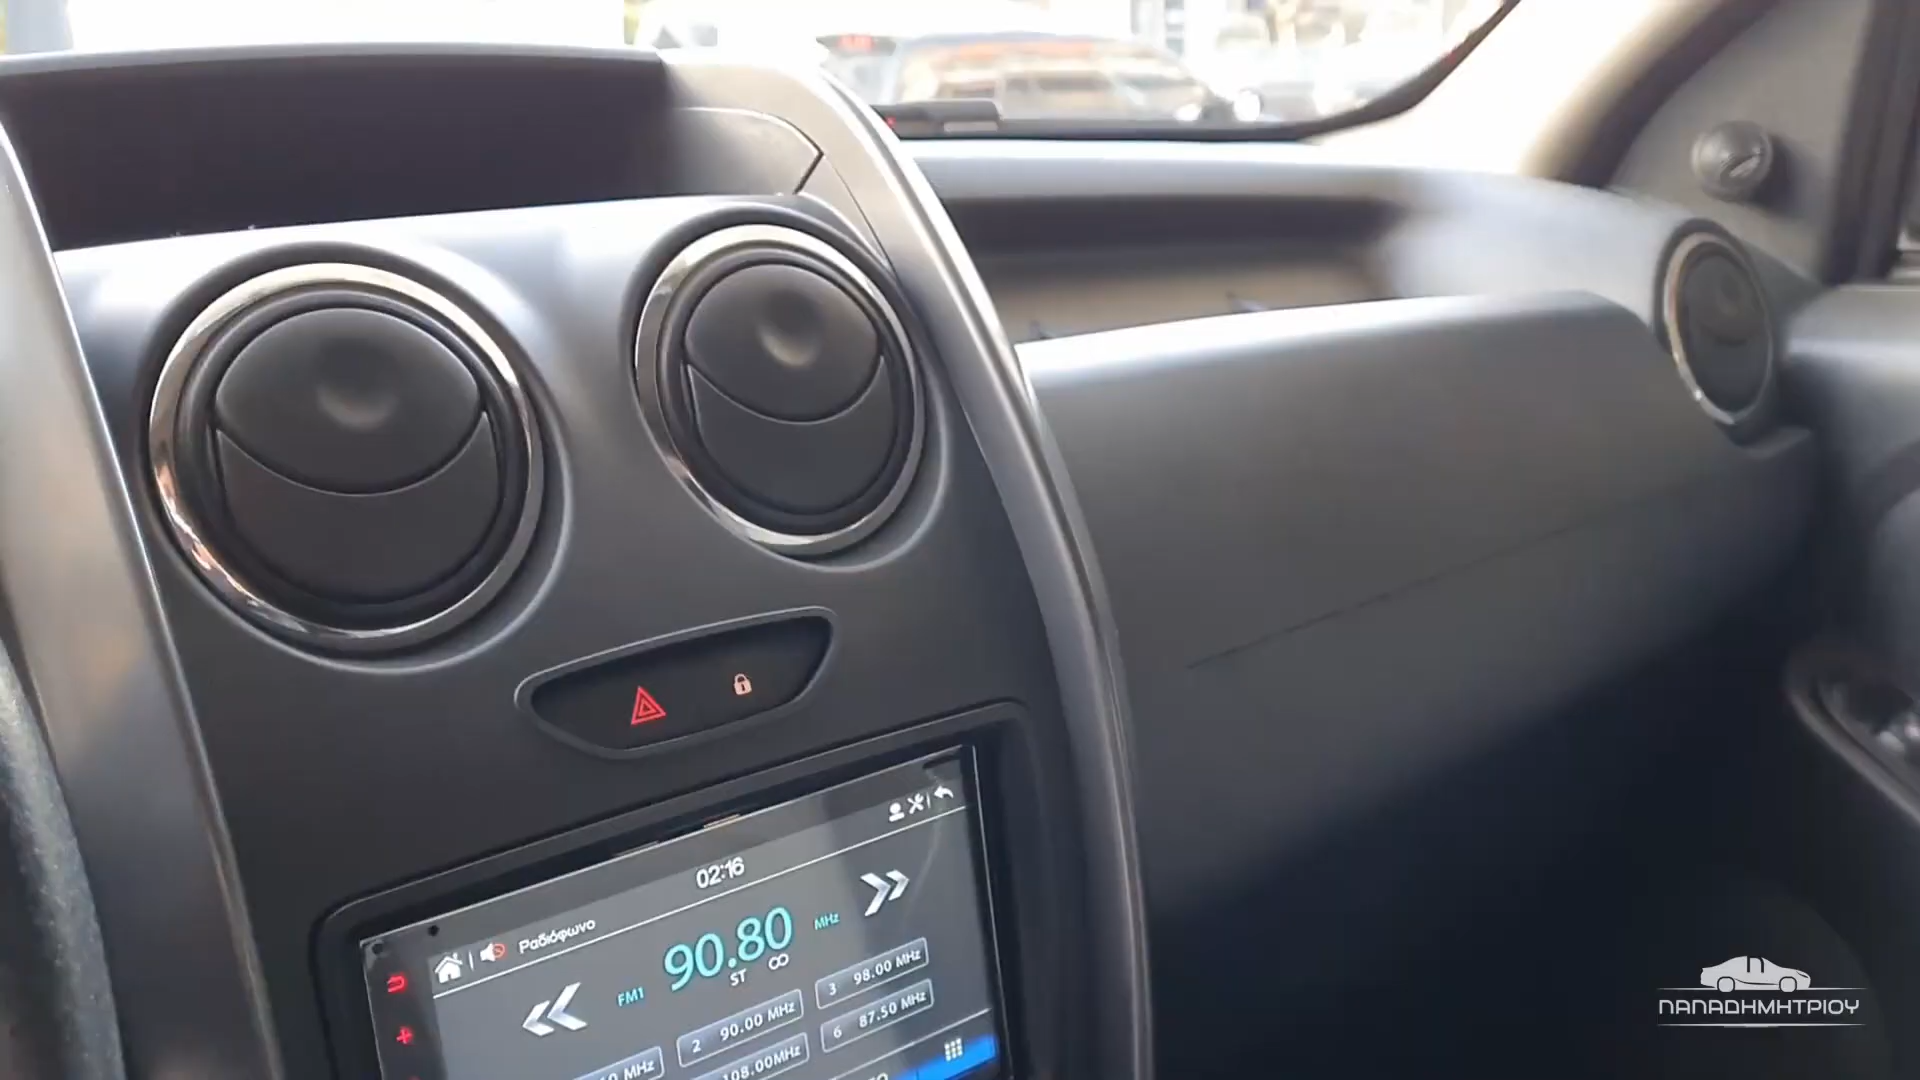 02:16
Ραδιόφωνο
FM1 90.80 MHz
ST
2 90.00 MHz
3 98.00 MHz
MHz
108.00MHz
6 87.50 MHz
ΠΑΠΑΔΗΜΗΤΡΙΟΥ